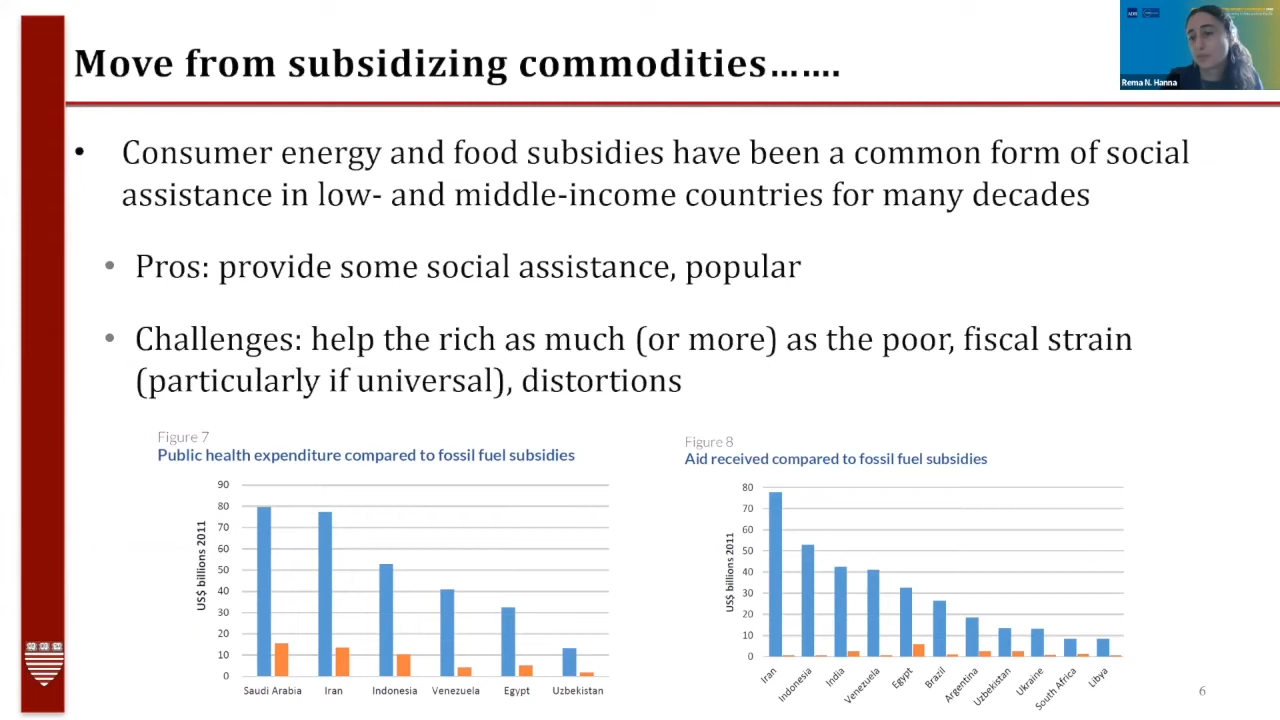 Move from subsidizing commodities…….
Rema N. Hanna
• Consumer energy and food subsidies have been a common form of social
assistance in low- and middle-income countries for many decades
• Pros: provide some social assistance, popular
• Challenges: help the rich as much (or more) as the poor, fiscal strain
(particularly if universal), distortions
Figure 7
Public health expenditure compared to fossil fuel subsidies
US$ billions 2011
90
80
70
60
50
40
30
20
10
0
Saudi Arabia Iran Indonesia Venezuela Egypt Uzbekistan
Figure 8
Aid received compared to fossil fuel subsidies
US$ billions 2011
80
70
60
50
40
30
20
10
0
Iran Indonesia India Venezuela Egypt Brazil Argentina Uzbekistan Ukraine South Africa Libya
6